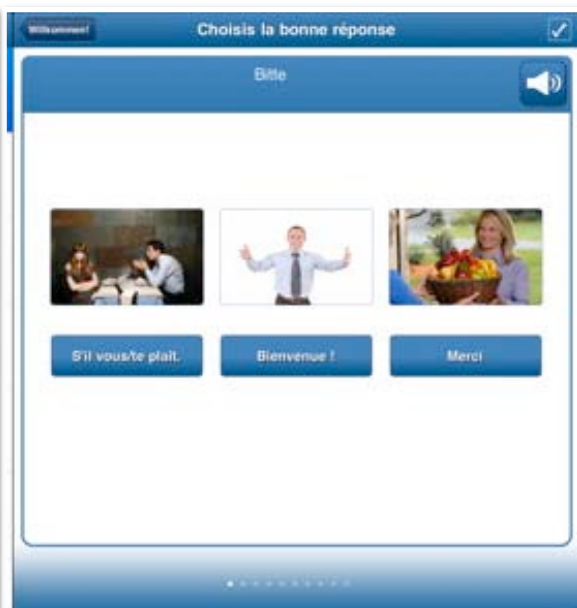 Willkommen!
Choisis la bonne réponse
Bitte
S'il vous/te plaît.
Bienvenue !
Merci